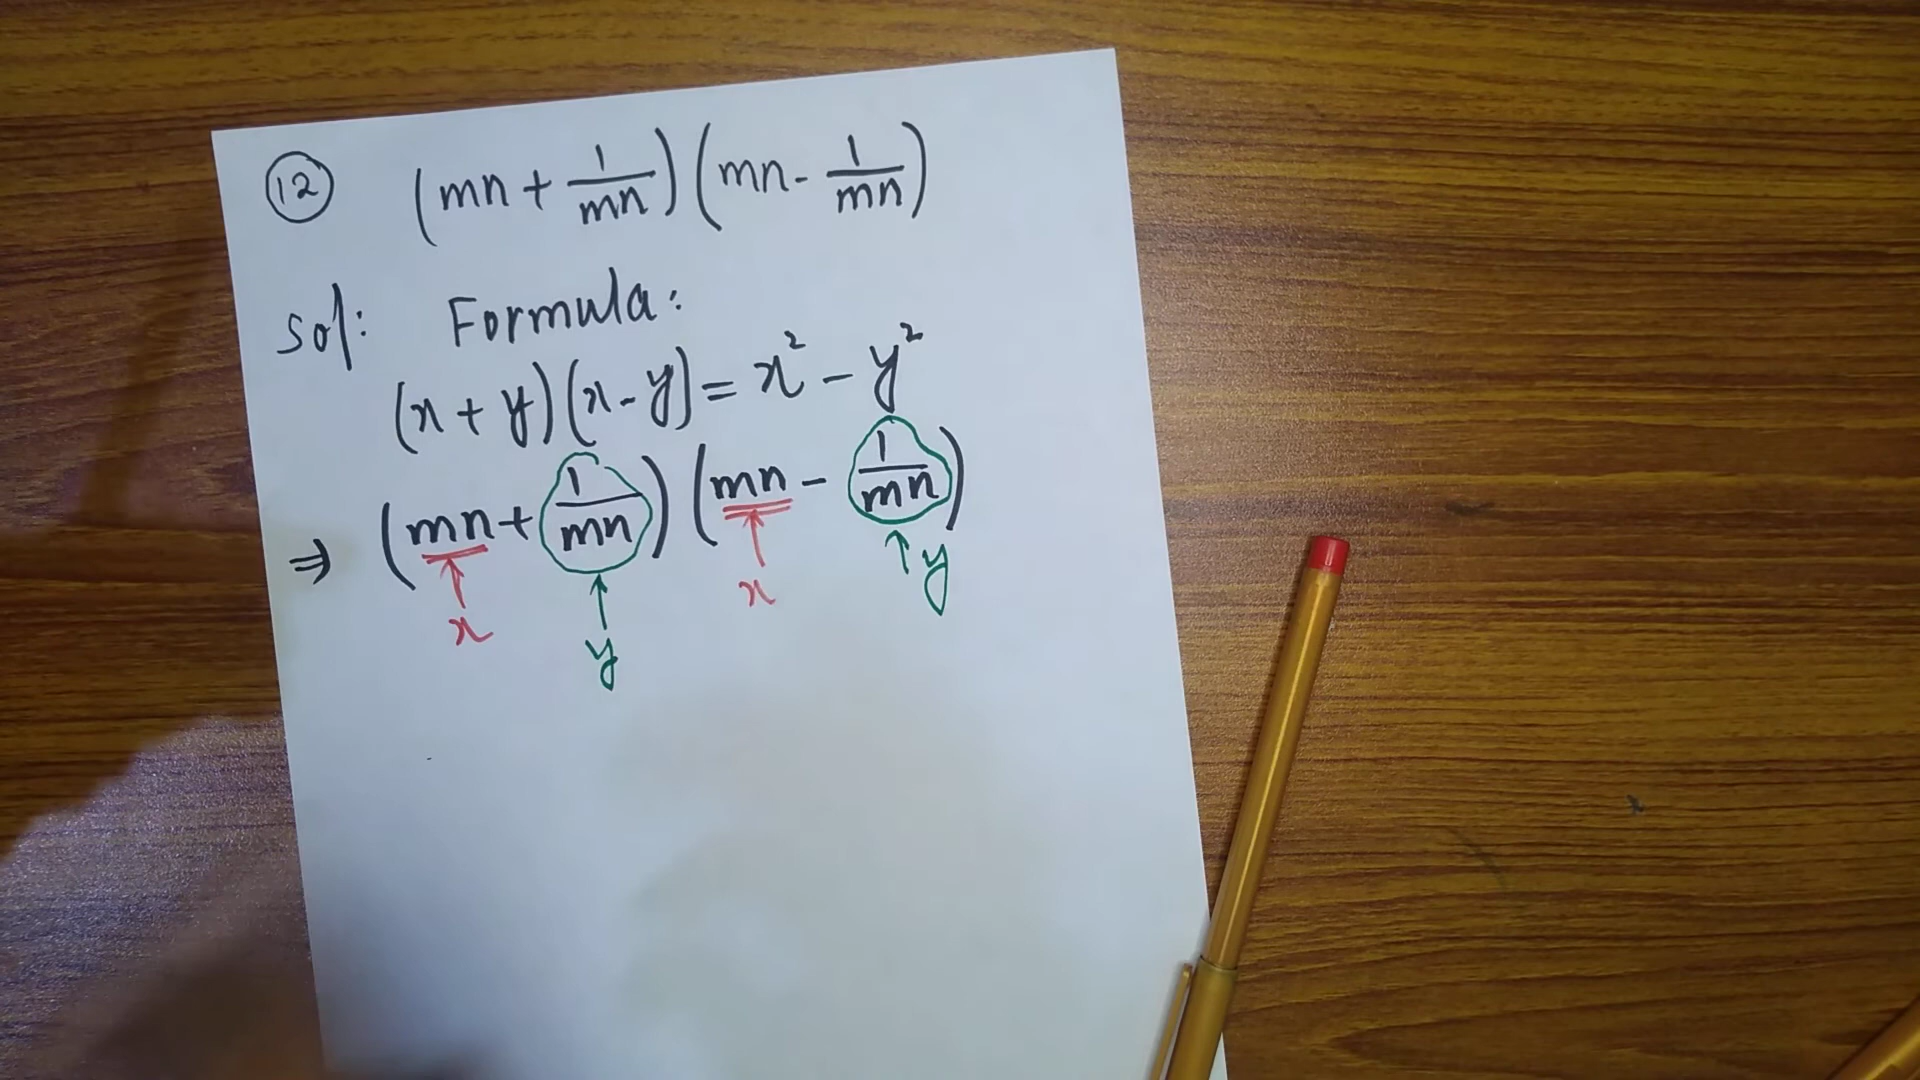 12 (mn + 1/mn) (mn - 1/mn)
Sol: Formula:
(x + y) (x - y) = x² - y²
⇒ (mn + 1/mn) (mn - 1/mn)
↑ ↑ ↑ ↑
x y x y